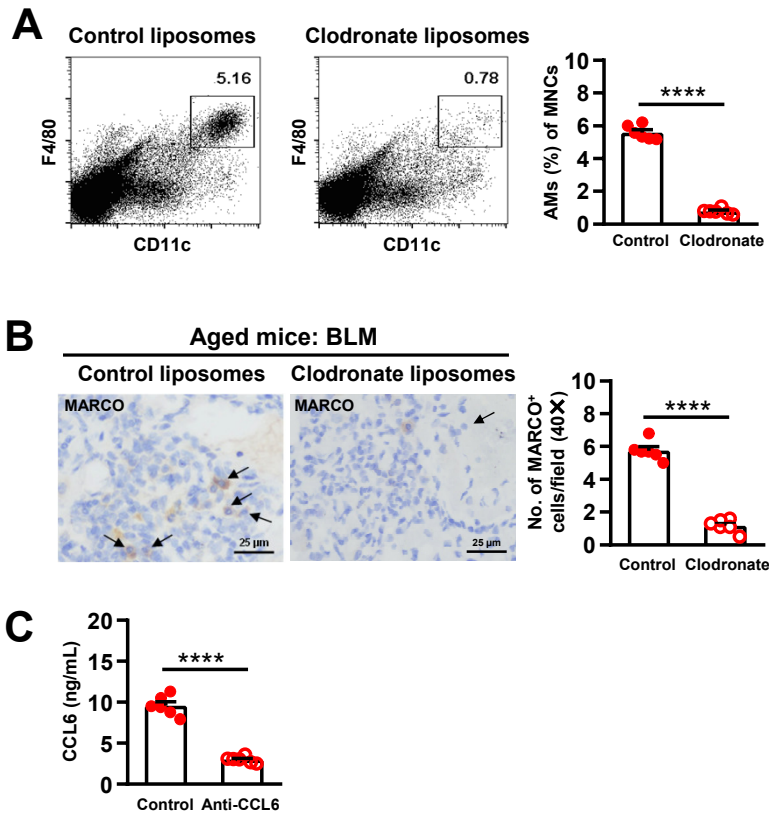 A
Control liposomes
Clodronate liposomes
5.16
0.78
F4/80
F4/80
CD11c
CD11c
AMs (%) of MNCs
10
8
6
4
2
0
****
Control
Clodronate
B
Aged mice: BLM
Control liposomes
Clodronate liposomes
MARCO
MARCO
25 µm
25 µm
No. of MARCO⁺
cells/field (40✕)
10
8
6
4
2
0
****
Control
Clodronate
C
CCL6 (ng/mL)
20
15
10
5
0
****
Control
Anti-CCL6